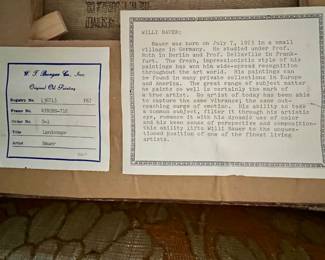 BAUER
W. T. Burger Co., Inc.
Original Oil Painting
Registry No.
Frame No.
Order No.
Title Landscape
Artist Bauer
WILLY BAUER:
Bauer was born on July 7, 1923 in a small
village in Germany. He studied under Prof.
Roth in Berlin and Prof. Delavilla in Frank-
furt. The fresh, impressionistic style of his
paintings has won him wide-spread recognition
throughout the art world. His paintings can
be found in many private collections in Europe
and America. The great range of subject matter
he paints so well is certainly the mark of
a true artist. No artist of today has been able
to capture the same vibrance; the same out-
reaching surge of emotion. His ability to take a
common subject, filter it through his artistic
eye, romance it with his dynamic use of color
and his keen sense of perspective and composition-
this ability lifts Willi Bauer to the unques-
tioned position of one of the finest living
artists.